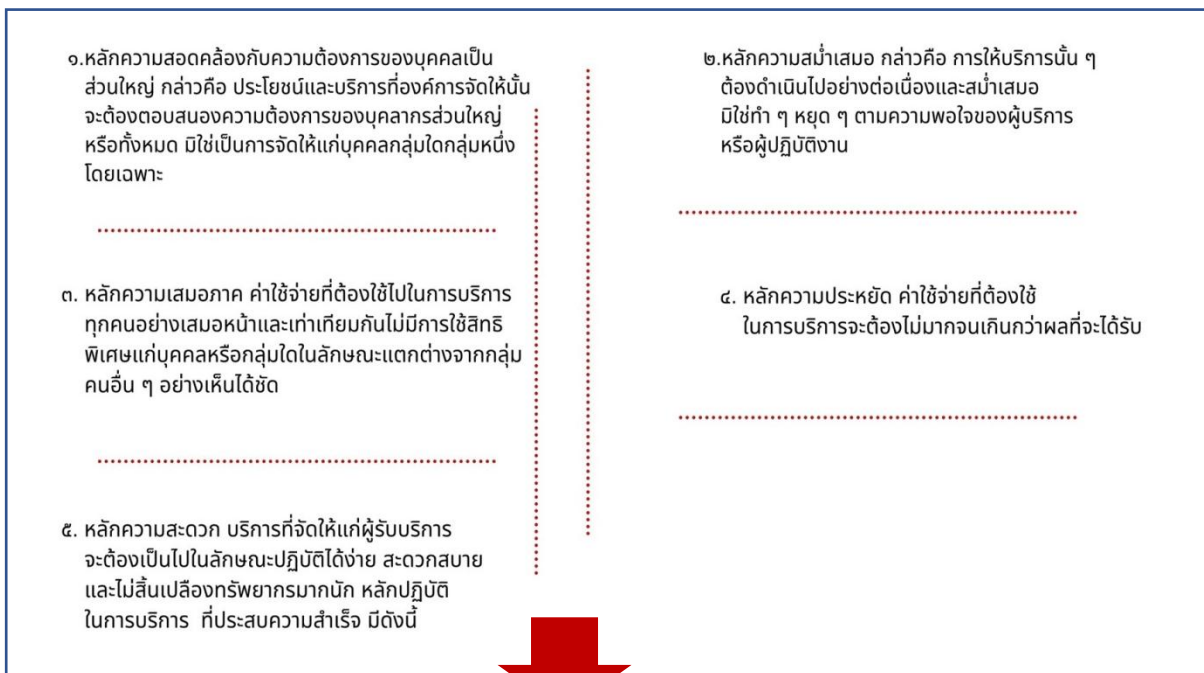 ๑.หลักความสอดคล้องกับความต้องการของบุคคลเป็น
ส่วนใหญ่ กล่าวคือ ประโยชน์และบริการที่องค์การจัดให้นั้น
จะต้องตอบสนองความต้องการของบุคลากรส่วนใหญ่
หรือทั้งหมด มิใช่เป็นการจัดให้แก่บุคคลกลุ่มใดกลุ่มหนึ่ง
โดยเฉพาะ
๒.หลักความสม่ำเสมอ กล่าวคือ การให้บริการนั้น ๆ
ต้องดำเนินไปอย่างต่อเนื่องและสม่ำเสมอ
มิใช่ทำ ๆ หยุด ๆ ตามความพอใจของผู้บริการ
หรือผู้ปฏิบัติงาน
๓. หลักความเสมอภาค ค่าใช้จ่ายที่ต้องใช้ไปในการบริการ
ทุกคนอย่างเสมอหน้าและเท่าเทียมกันไม่มีการใช้สิทธิ
พิเศษแก่บุคคลหรือกลุ่มใดในลักษณะแตกต่างจากกลุ่ม
คนอื่น ๆ อย่างเห็นได้ชัด
๔. หลักความประหยัด ค่าใช้จ่ายที่ต้องใช้
ในการบริการจะต้องไม่มากจนเกินกว่าผลที่จะได้รับ
๕. หลักความสะดวก บริการที่จัดให้แก่ผู้รับบริการ
จะต้องเป็นไปในลักษณะปฏิบัติได้ง่าย สะดวกสบาย
และไม่สิ้นเปลืองทรัพยากรมากนัก หลักปฏิบัติ
ในการบริการ ที่ประสบความสำเร็จ มีดังนี้